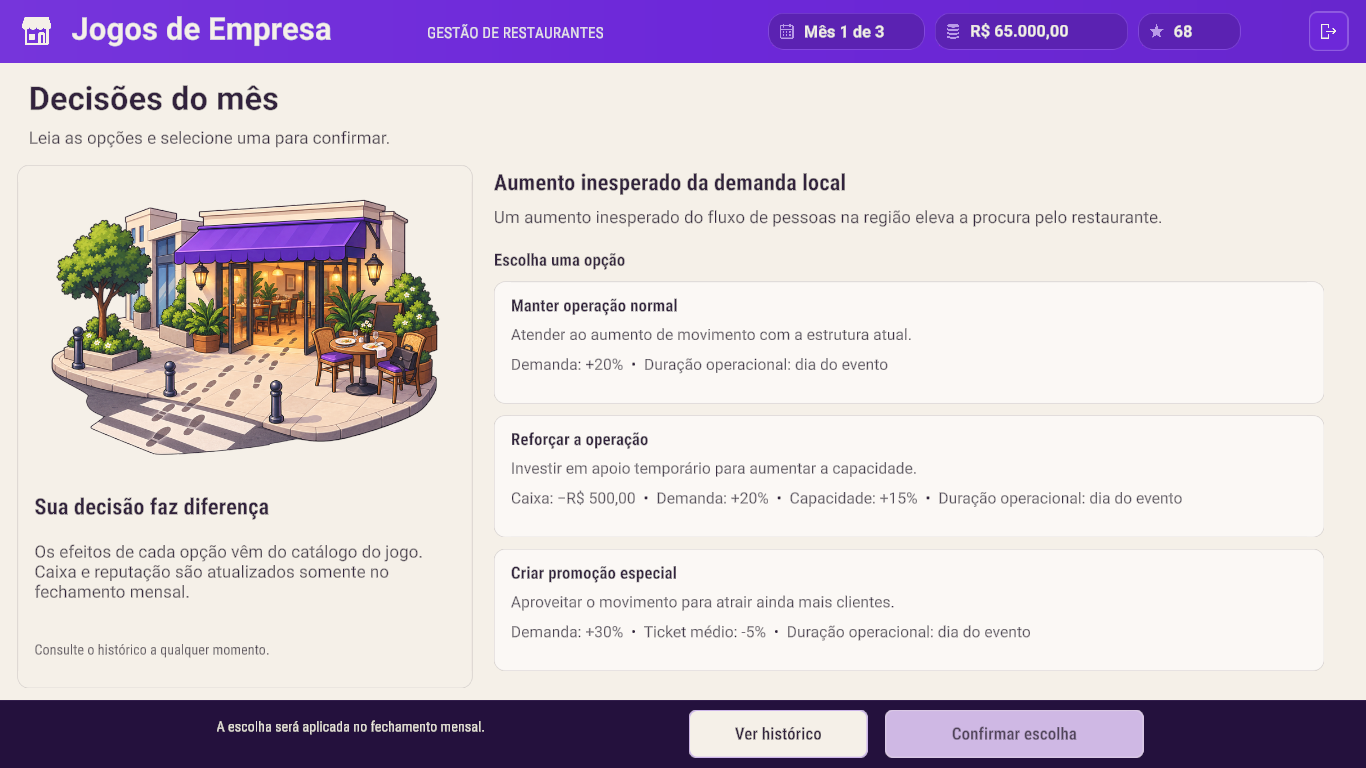 Jogos de Empresa
GESTÃO DE RESTAURANTES
Mês 1 de 3
R$ 65.000,00
68
Decisões do mês
Leia as opções e selecione uma para confirmar.
Sua decisão faz diferença
Os efeitos de cada opção vêm do catálogo do jogo.
Caixa e reputação são atualizados somente no
fechamento mensal.
Consulte o histórico a qualquer momento.
Aumento inesperado da demanda local
Um aumento inesperado do fluxo de pessoas na região eleva a procura pelo restaurante.
Escolha uma opção
Manter operação normal
Atender ao aumento de movimento com a estrutura atual.
Demanda: +20% • Duração operacional: dia do evento
Reforçar a operação
Investir em apoio temporário para aumentar a capacidade.
Caixa: −R$ 500,00 • Demanda: +20% • Capacidade: +15% • Duração operacional: dia do evento
Criar promoção especial
Aproveitar o movimento para atrair ainda mais clientes.
Demanda: +30% • Ticket médio: -5% • Duração operacional: dia do evento
A escolha será aplicada no fechamento mensal.
Ver histórico
Confirmar escolha